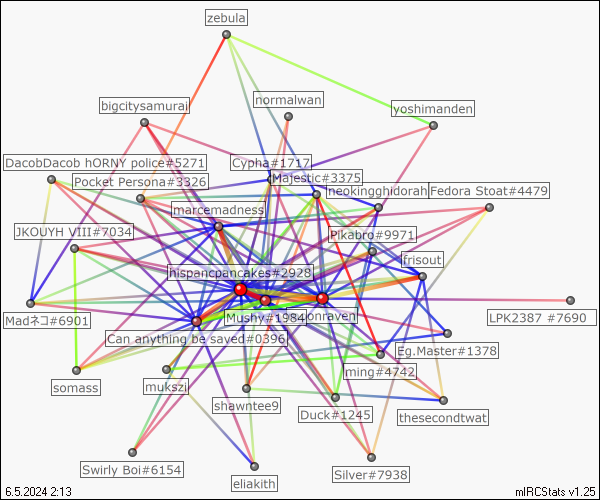 zebula
bigcitysamurai
normalwan
yoshimanden
DacobDacob hORNY police#5271
Cypha#1717
Pocket Persona#3326
Majestic#3375
neokingghidorah
Fedora Stoat#4479
marcemadness
JKOUYH VIII#7034
Pikabro#9971
frisout
hispancpancakes#2928
Madネコ#6901
Mushy#1984
onraven
LPK2387 #7690
Can anything be saved#0396
Eg.Master#1378
ming#4742
somass
mukszi
shawntee9
Duck#1245
thesecondtwat
Swirly Boi#6154
eliakith
Silver#7938
6.5.2024 2:13
mIRCStats v1.25